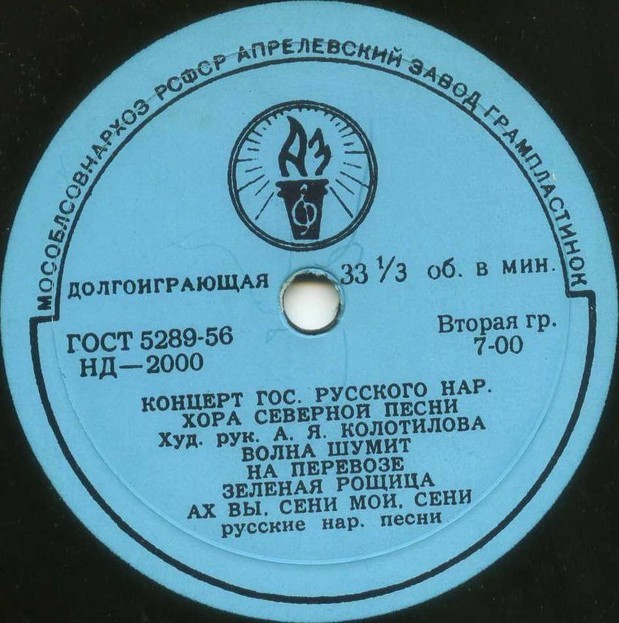 МОСОБЛСОВНАРХОЗ РСФСР АПРЕЛЕВСКИЙ ЗАВОД ГРАМПЛАСТИНОК
АЗ
ДОЛГОИГРАЮЩАЯ 33 1/3 об. в мин.
ГОСТ 5289-56 Вторая гр.
НД—2000 7-00
КОНЦЕРТ ГОС. РУССКОГО НАР.
ХОРА СЕВЕРНОЙ ПЕСНИ
Худ. рук. А. Я. КОЛОТИЛОВА
ВОЛНА ШУМИТ
НА ПЕРЕВОЗЕ
ЗЕЛЕНАЯ РОЩИЦА
АХ ВЫ, СЕНИ МОИ, СЕНИ
русские нар. песни